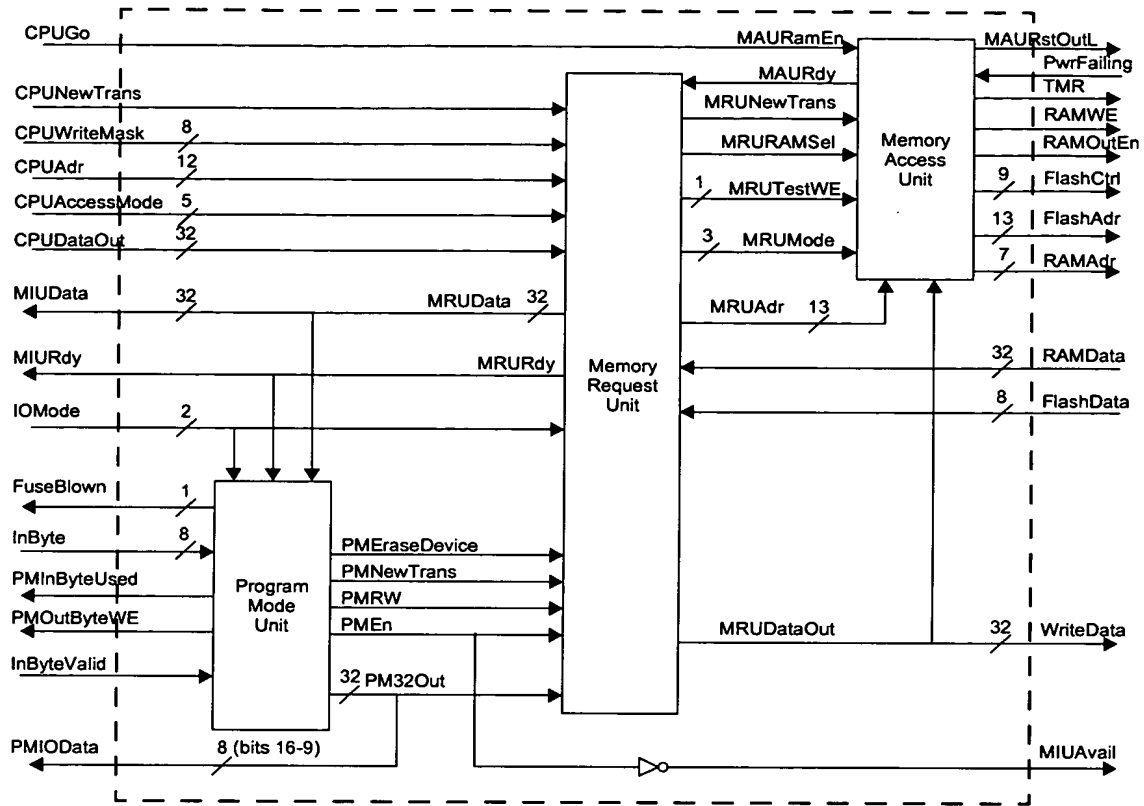 CPUGo
MAURamEn
MAURstOutL
PwrFailing
CPUNewTrans
MAURdy
TMR
MRUNewTrans
CPUWriteMask
8
RAMWE
MRURAMSel
Memory
Access
Unit
RAMOutEn
CPUAdr
12
9
FlashCtrl
CPUAccessMode
5
1
MRUTestWE
13
FlashAdr
CPUDataOut
32
3
MRUMode
7
RAMAdr
MIUData
32
MRUData
32
MRUAdr
13
MIURdy
MRURdy
Memory
Request
Unit
32
RAMData
IOMode
2
8
FlashData
FuseBlown
1
InByte
8
PMEraseDevice
PMInByteUsed
Program
Mode
Unit
PMNewTrans
PMRW
PMOutByteWE
PMEn
MRUDataOut
32
WriteData
InByteValid
32
PM32Out
PMIOData
8 (bits 16-9)
MIUAvail